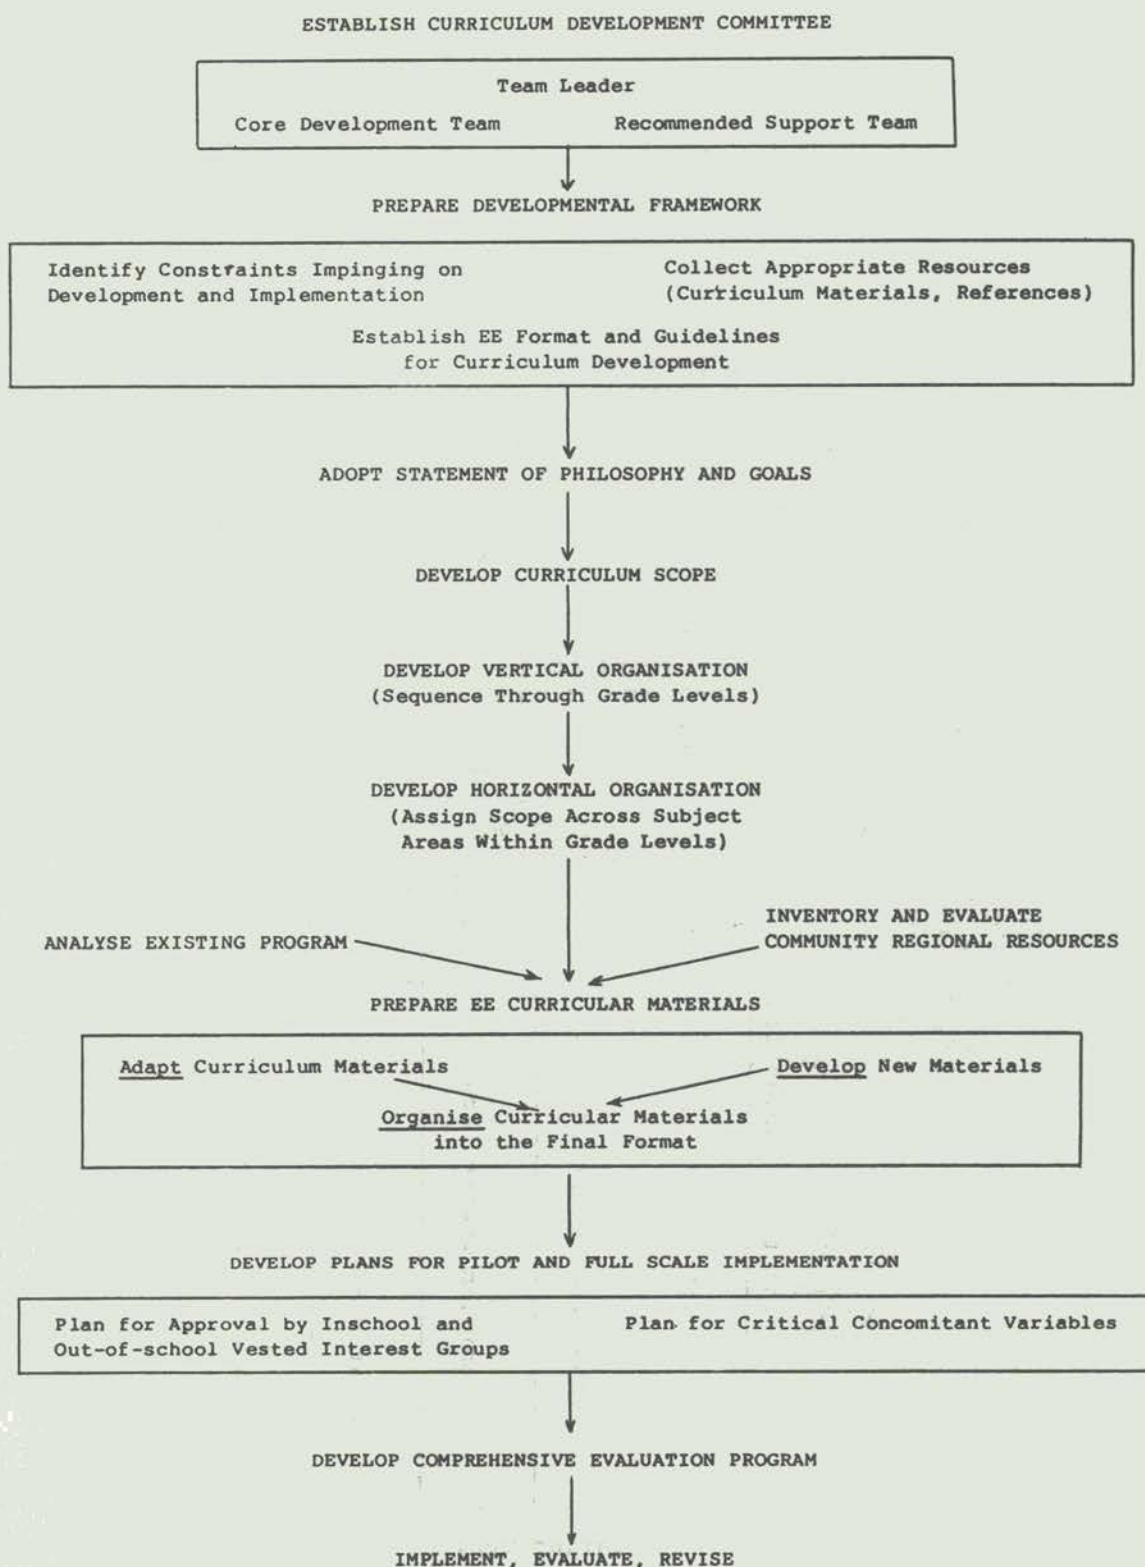 ESTABLISH CURRICULUM DEVELOPMENT COMMITTEE
Team Leader
Core Development Team Recommended Support Team
PREPARE DEVELOPMENTAL FRAMEWORK
Identify Constraints Impinging on
Development and Implementation
Collect Appropriate Resources
(Curriculum Materials, References)
Establish EE Format and Guidelines
for Curriculum Development
ADOPT STATEMENT OF PHILOSOPHY AND GOALS
DEVELOP CURRICULUM SCOPE
DEVELOP VERTICAL ORGANISATION
(Sequence Through Grade Levels)
DEVELOP HORIZONTAL ORGANISATION
(Assign Scope Across Subject
Areas Within Grade Levels)
ANALYSE EXISTING PROGRAM
INVENTORY AND EVALUATE
COMMUNITY REGIONAL RESOURCES
PREPARE EE CURRICULAR MATERIALS
Adapt Curriculum Materials
Develop New Materials
Organise Curricular Materials
into the Final Format
DEVELOP PLANS FOR PILOT AND FULL SCALE IMPLEMENTATION
Plan for Approval by Inschool and
Out-of-school Vested Interest Groups
Plan for Critical Concomitant Variables
DEVELOP COMPREHENSIVE EVALUATION PROGRAM
IMPLEMENT, EVALUATE, REVISE